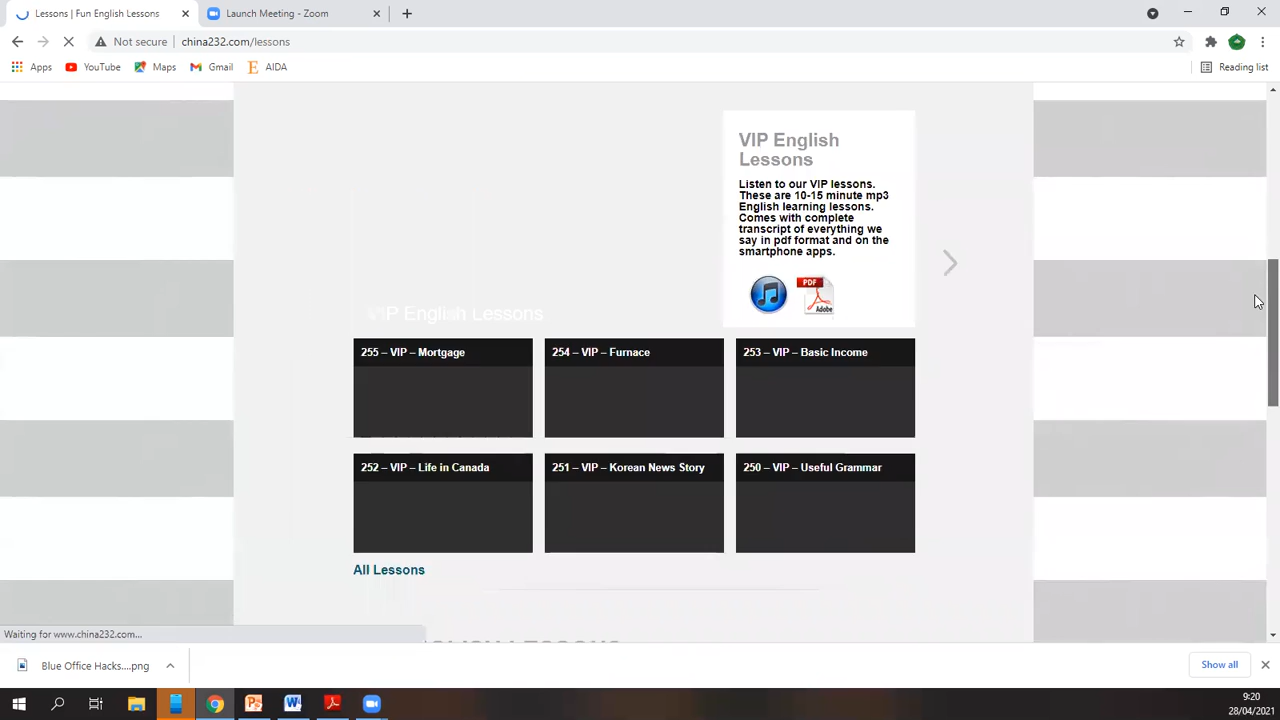 Lessons | Fun English Lessons
Launch Meeting - Zoom
Not secure
china232.com/lessons
Apps
YouTube
Maps
Gmail
AIDA
Reading list
VIP English
Lessons
Listen to our VIP lessons.
These are 10-15 minute mp3
English learning lessons.
Comes with complete
transcript of everything we
say in pdf format and on the
smartphone apps.
PDF
Adobe
VIP English Lessons
255 – VIP – Mortgage
254 – VIP – Furnace
253 – VIP – Basic Income
252 – VIP – Life in Canada
251 – VIP – Korean News Story
250 – VIP – Useful Grammar
All Lessons
LESSONS
Waiting for www.china232.com...
Blue Office Hacks....png
Show all
9:20
28/04/2021